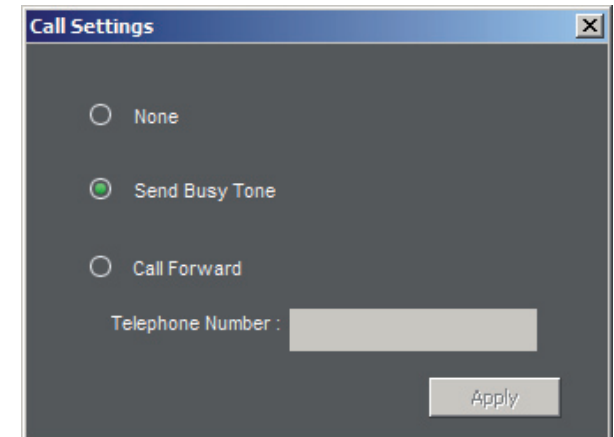 Call Settings
None
Send Busy Tone
Call Forward
Telephone Number :
Apply